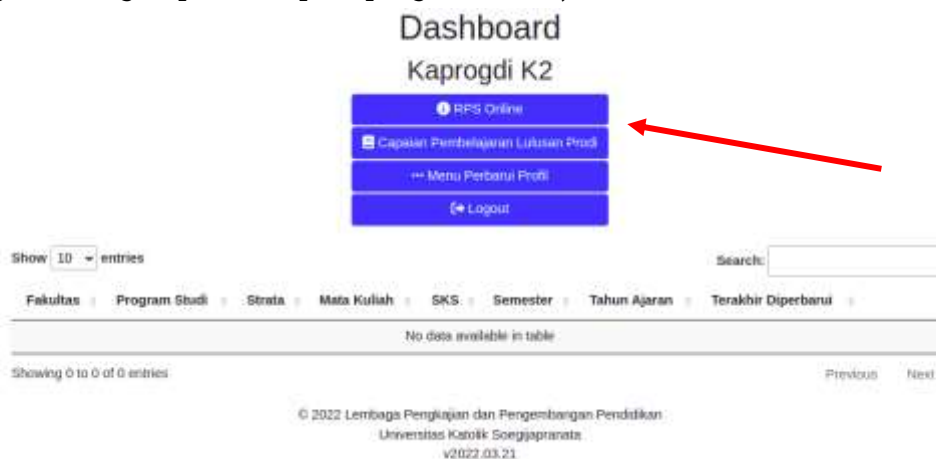 Dashboard
Kaprogdi K2
RPS Online
Capaian Pembelajaran Lulusan Prodi
Menu Perbarui Profil
Logout
Show 10 entries Search:
Fakultas Program Studi Strata Mata Kuliah SKS Semester Tahun Ajaran Terakhir Diperbarui
No data available in table
Showing 0 to 0 of 0 entries Previous Next
© 2022 Lembaga Pengkajian dan Pengembangan Pendidikan
Universitas Katolik Soegijapranata
v2022.03.21